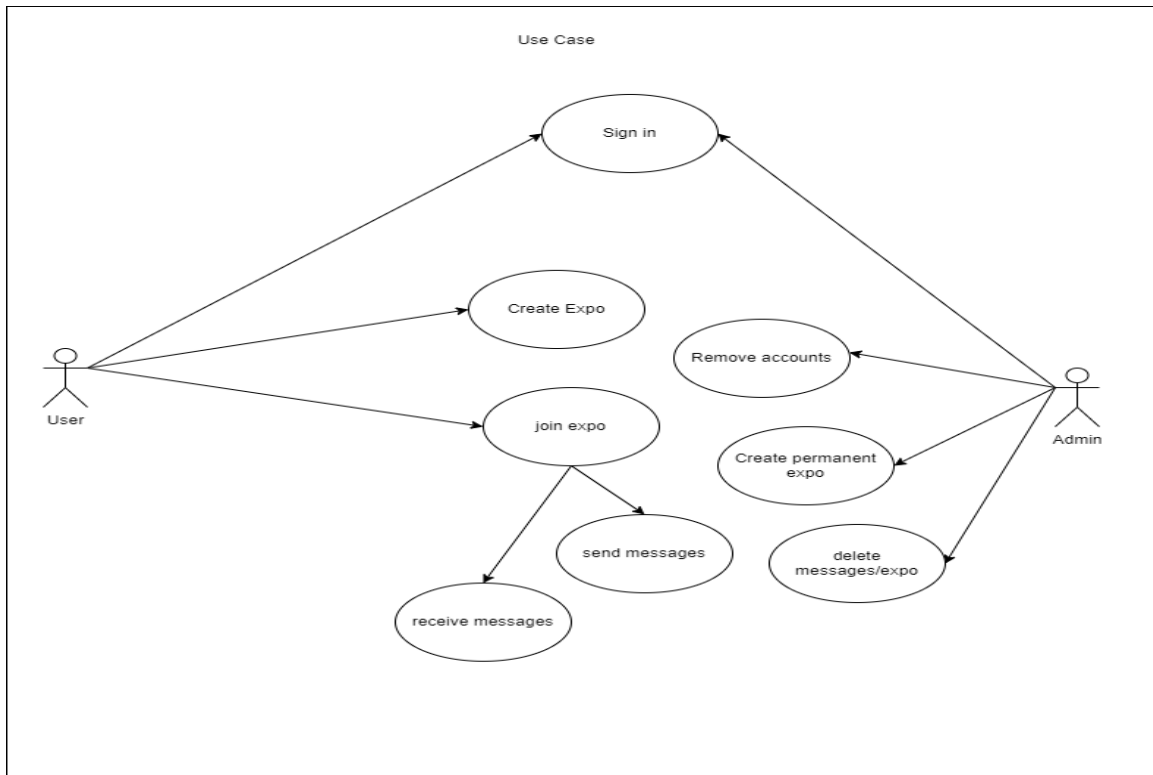 Use Case
Sign in
Create Expo
Remove accounts
User
join expo
Admin
Create permanent
expo
send messages
delete
messages/expo
receive messages